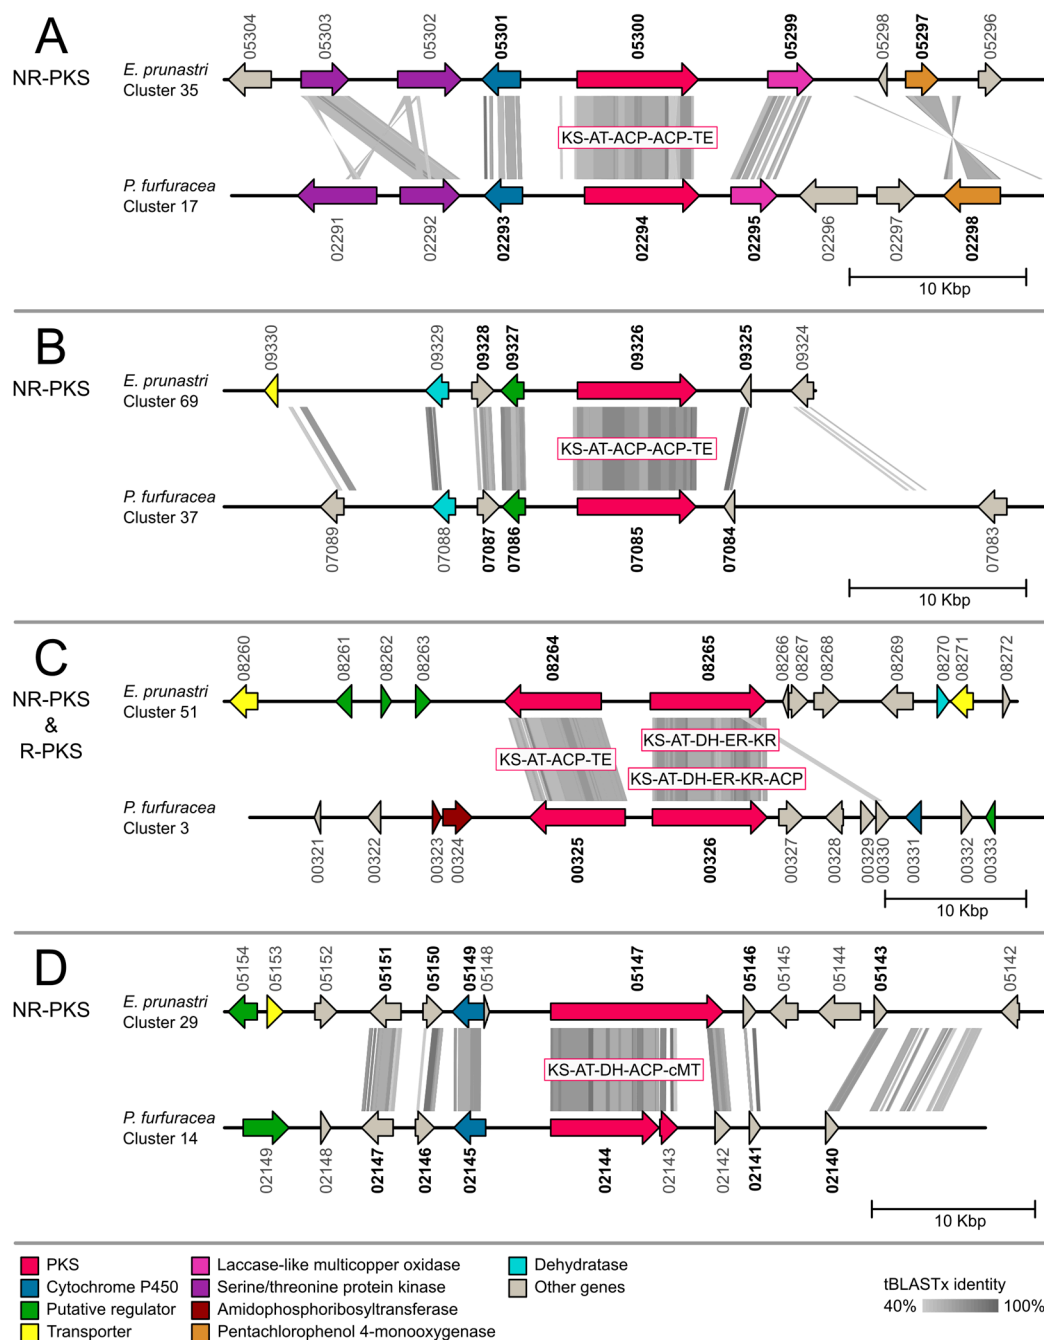 A
NR-PKS
E. prunastri
Cluster 35
05304
05303
05302
05301
05300
05299
05298
05297
05296
KS-AT-ACP-ACP-TE
P. furfuracea
Cluster 17
02291
02292
02293
02294
02295
02296
02297
02298
10 Kbp
B
NR-PKS
E. prunastri
Cluster 69
09330
09329
09328
09327
09326
09325
09324
KS-AT-ACP-ACP-TE
P. furfuracea
Cluster 37
07089
07088
07087
07086
07085
07084
07083
10 Kbp
C
NR-PKS
&
R-PKS
E. prunastri
Cluster 51
08260
08261
08262
08263
08264
08265
08266
08267
08268
08269
08270
08271
08272
KS-AT-ACP-TE
KS-AT-DH-ER-KR
KS-AT-DH-ER-KR-ACP
P. furfuracea
Cluster 3
00321
00322
00323
00324
00325
00326
00327
00328
00329
00330
00331
00332
00333
10 Kbp
D
NR-PKS
E. prunastri
Cluster 29
05154
05153
05152
05151
05150
05149
05148
05147
05146
05145
05144
05143
05142
KS-AT-DH-ACP-cMT
P. furfuracea
Cluster 14
02149
02148
02147
02146
02145
02144
02143
02142
02141
02140
10 Kbp
PKS
Cytochrome P450
Putative regulator
Transporter
Laccase-like multicopper oxidase
Serine/threonine protein kinase
Amidophosphoribosyltransferase
Pentachlorophenol 4-monooxygenase
Dehydratase
Other genes
tBLASTx identity
40% 100%